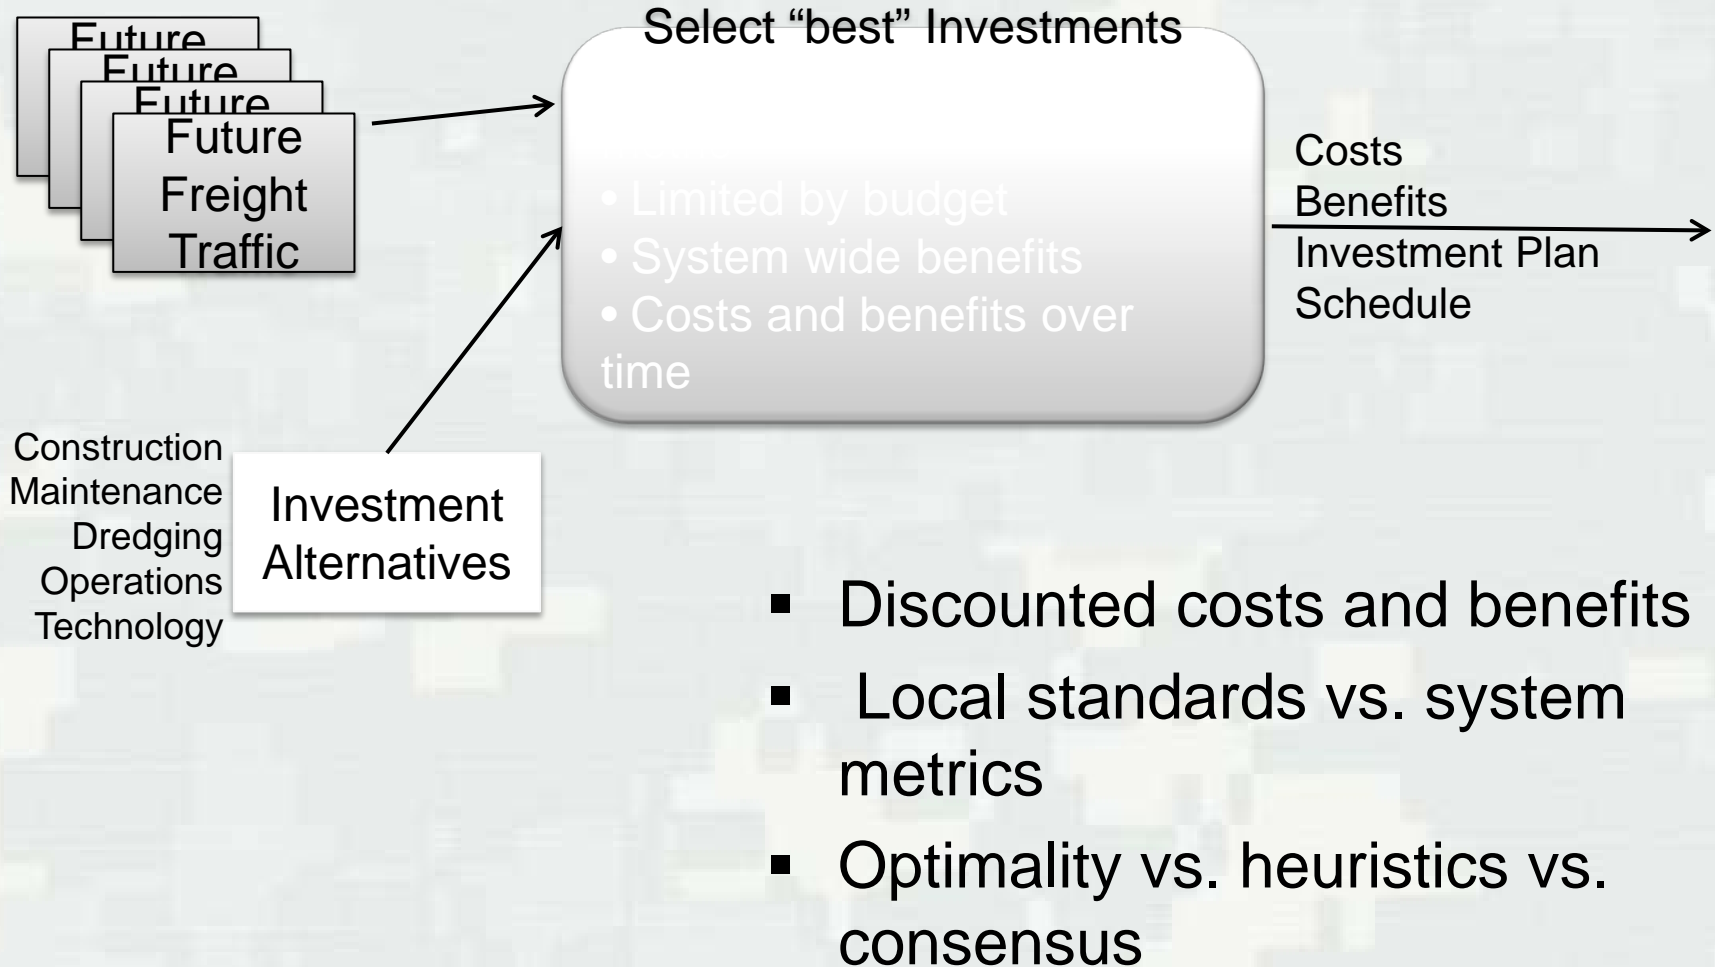 Future
Future
Future
Future
Freight
Traffic
Select “best” Investments
• Limited by budget
• System wide benefits
• Costs and benefits over
time
Costs
Benefits
Investment Plan
Schedule
Construction
Maintenance
Dredging
Operations
Technology
Investment
Alternatives
▪ Discounted costs and benefits
▪ Local standards vs. system
metrics
▪ Optimality vs. heuristics vs.
consensus